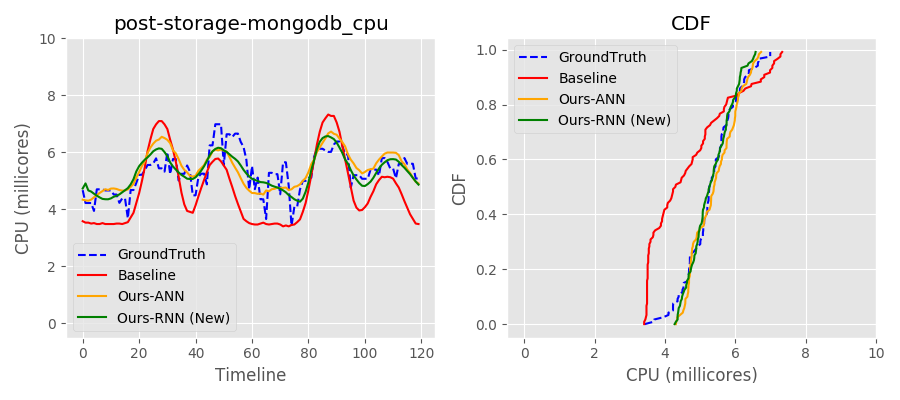 post-storage-mongodb_cpu
CPU (millicores)
10
8
6
4
2
0
GroundTruth
Baseline
Ours-ANN
Ours-RNN (New)
0 20 40 60 80 100 120
Timeline
CDF
CDF
1.0
0.8
0.6
0.4
0.2
0.0
GroundTruth
Baseline
Ours-ANN
Ours-RNN (New)
0 2 4 6 8 10
CPU (millicores)